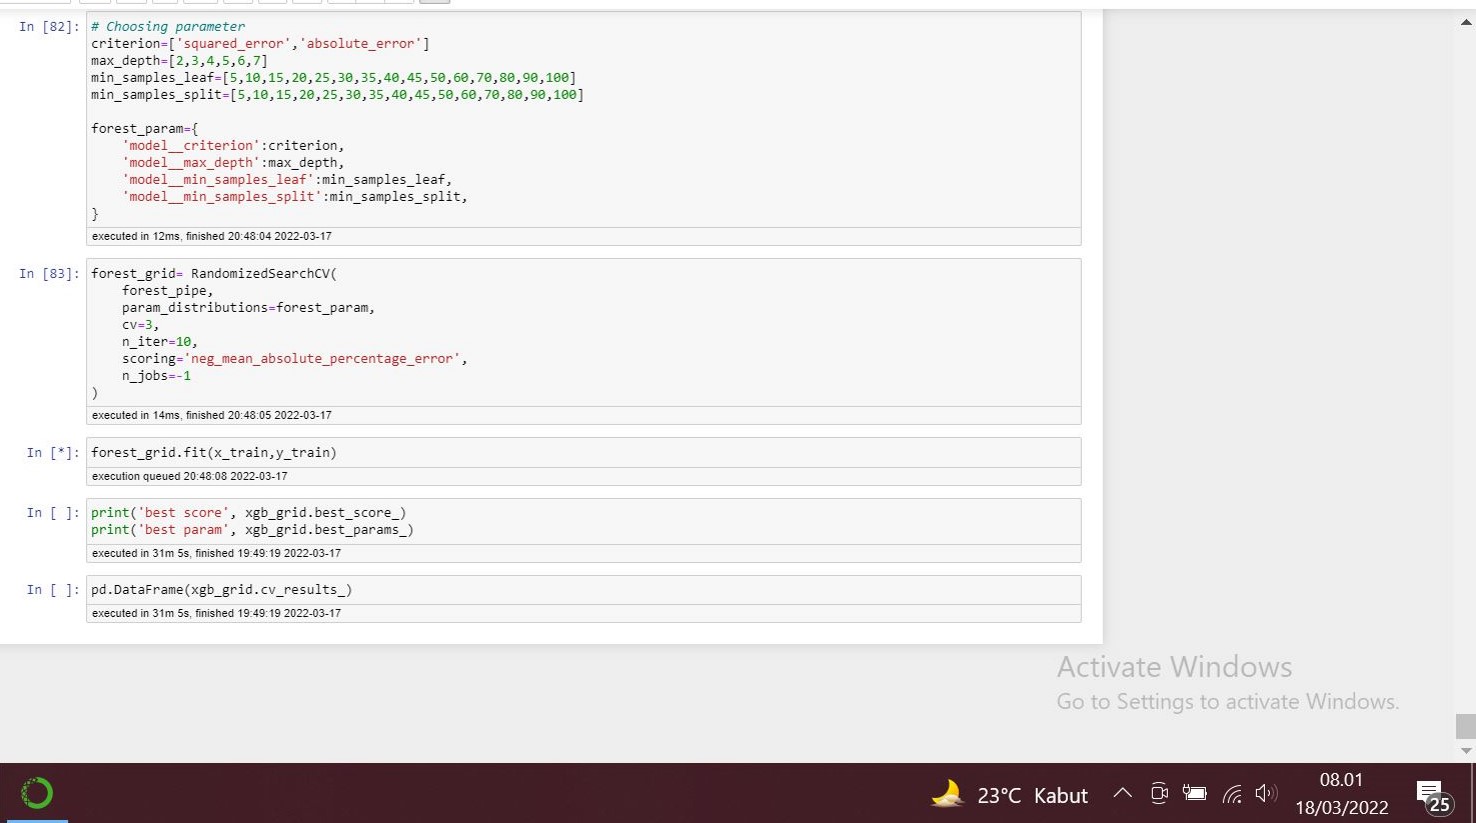 In [82]: # Choosing parameter
criterion=['squared_error','absolute_error']
max_depth=[2,3,4,5,6,7]
min_samples_leaf=[5,10,15,20,25,30,35,40,45,50,60,70,80,90,100]
min_samples_split=[5,10,15,20,25,30,35,40,45,50,60,70,80,90,100]
forest_param={
'model__criterion':criterion,
'model__max_depth':max_depth,
'model__min_samples_leaf':min_samples_leaf,
'model__min_samples_split':min_samples_split,
}
executed in 12ms, finished 20:48:04 2022-03-17
In [83]: forest_grid= RandomizedSearchCV(
forest_pipe,
param_distributions=forest_param,
cv=3,
n_iter=10,
scoring='neg_mean_absolute_percentage_error',
n_jobs=-1
)
executed in 14ms, finished 20:48:05 2022-03-17
In [*]: forest_grid.fit(x_train,y_train)
execution queued 20:48:08 2022-03-17
In [ ]: print('best score', xgb_grid.best_score_)
print('best param', xgb_grid.best_params_)
executed in 31m 5s, finished 19:49:19 2022-03-17
In [ ]: pd.DataFrame(xgb_grid.cv_results_)
executed in 31m 5s, finished 19:49:19 2022-03-17
Activate Windows
Go to Settings to activate Windows.
23°C Kabut
08.01
18/03/2022
25